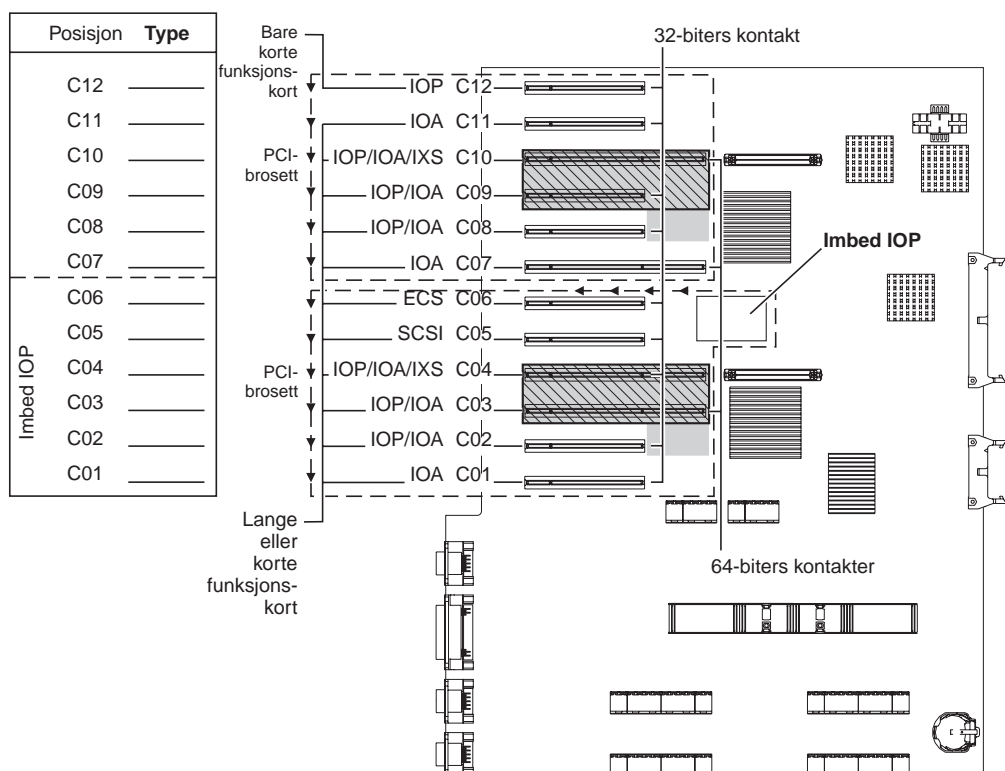 Posisjon Type
C12
C11
C10
C09
C08
C07
C06
C05
C04
C03
C02
C01
Imbed IOP
Bare
korte
funksjons-
kort
32-biters kontakt
IOP C12
IOA C11
PCI-
brosett
IOP/IOA/IXS C10
IOP/IOA C09
IOP/IOA C08
IOA C07
Imbed IOP
ECS C06
SCSI C05
PCI-
brosett
IOP/IOA/IXS C04
IOP/IOA C03
IOP/IOA C02
IOA C01
Lange
eller
korte
funksjons-
kort
64-biters kontakter